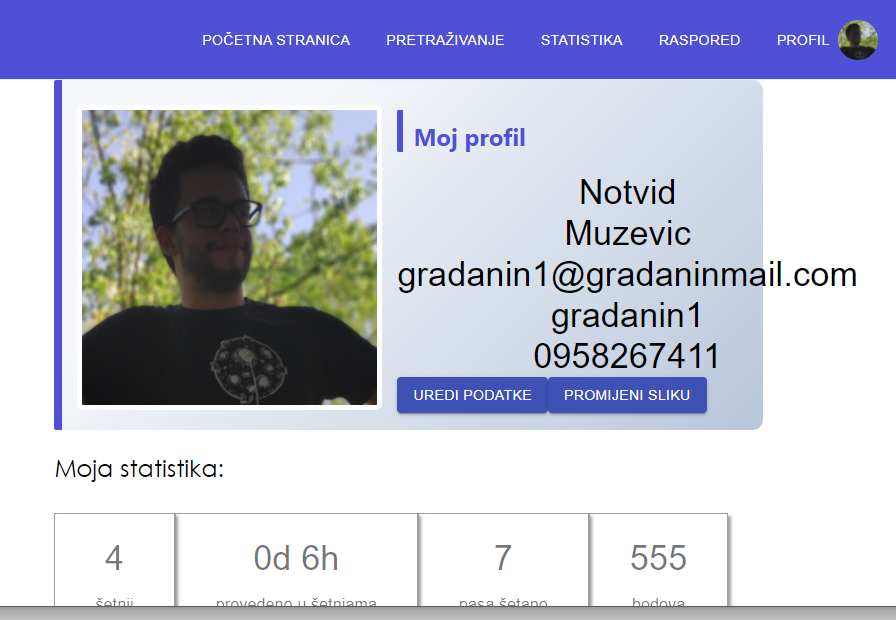 POČETNA STRANICA PRETRAŽIVANJE STATISTIKA RASPORED PROFIL
Moj profil
Notvid
Muzevic
gradanin1@gradaninmail.com
gradanin1
0958267411
UREDI PODATKE PROMIJENI SLIKU
Moja statistika:
4 0d 6h 7 555
šetnji provedeno u šetnjama pasa šetano bodova